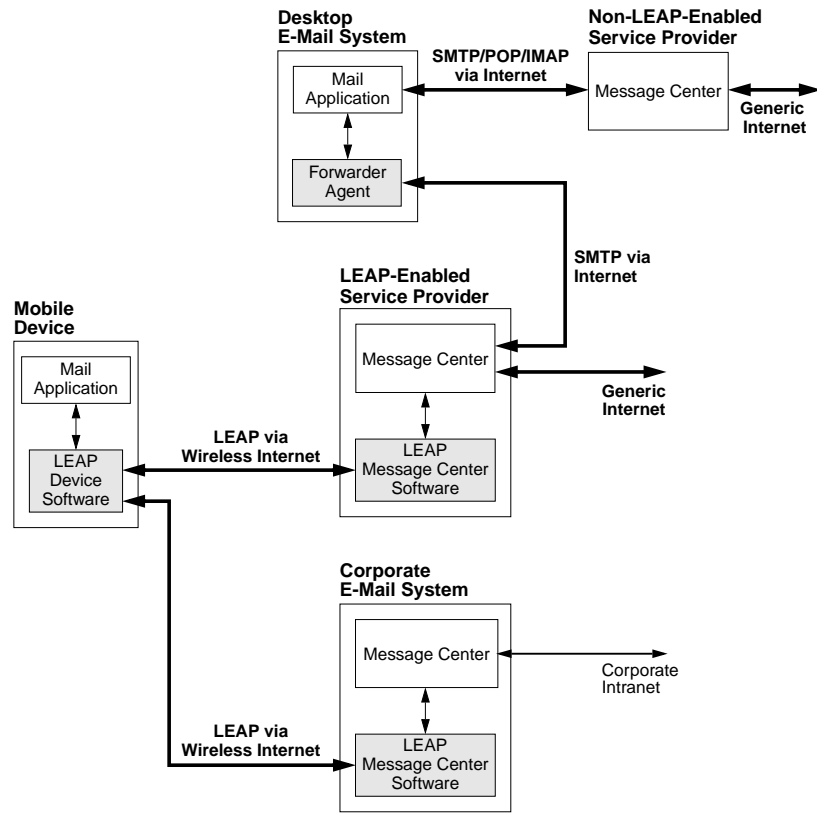 Desktop
E-Mail System
Mail
Application
Forwarder
Agent
SMTP/POP/IMAP
via Internet
Non-LEAP-Enabled
Service Provider
Message Center
Generic
Internet
SMTP via
Internet
LEAP-Enabled
Service Provider
Message Center
LEAP
Message Center
Software
Generic
Internet
Mobile
Device
Mail
Application
LEAP
Device
Software
LEAP via
Wireless Internet
Corporate
E-Mail System
Message Center
LEAP
Message Center
Software
Corporate
Intranet
LEAP via
Wireless Internet